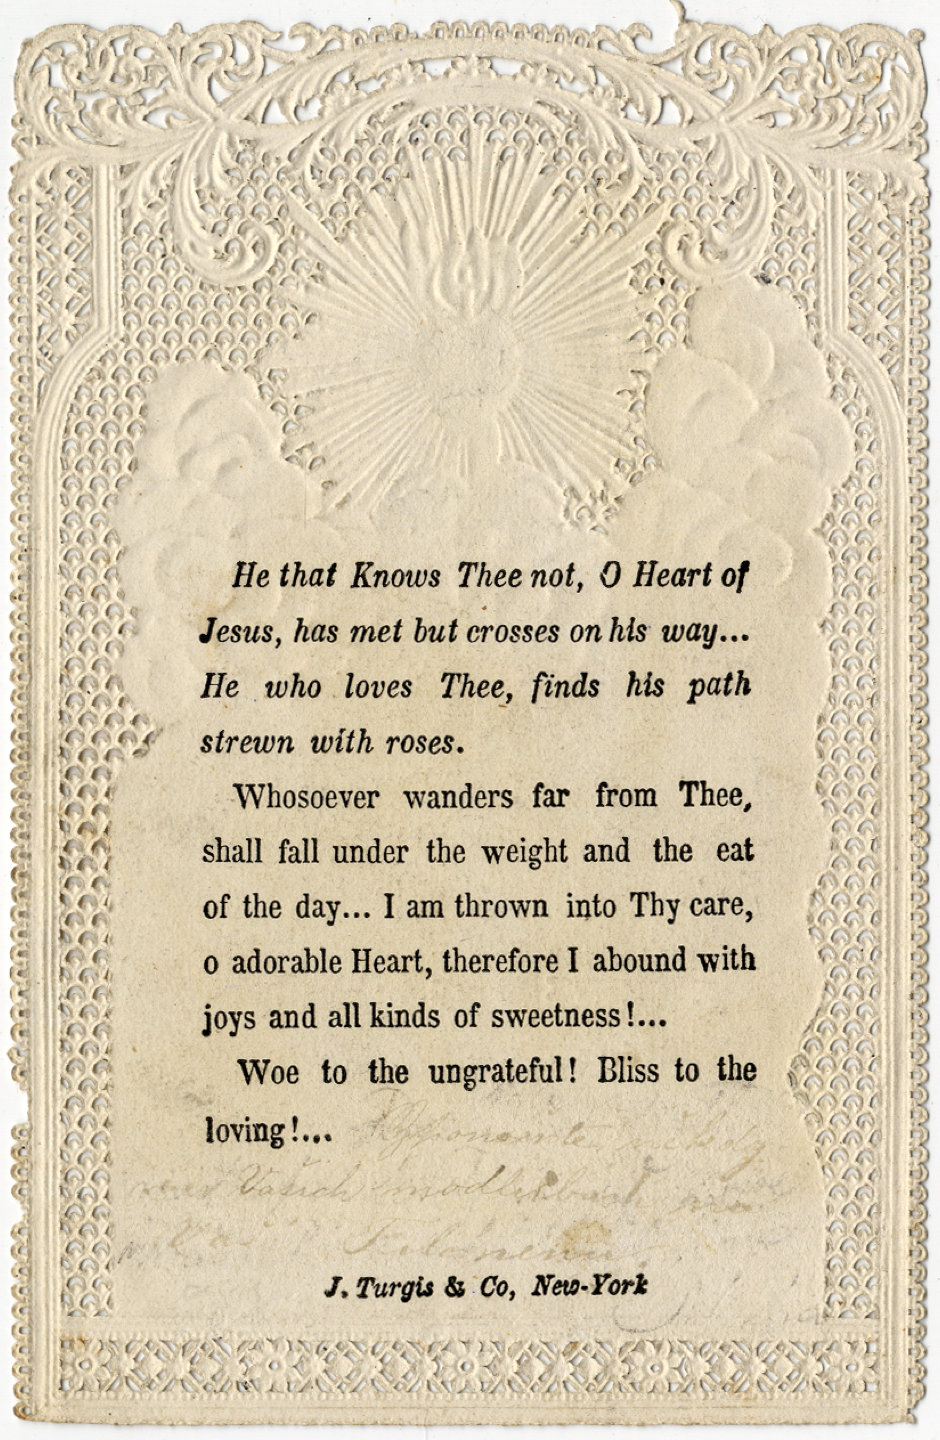 He that Knows Thee not, O Heart of
Jesus, has met but crosses on his way...
He who loves Thee, finds his path
strewn with roses.
Whosoever wanders far from Thee,
shall fall under the weight and the eat
of the day... I am thrown into Thy care,
o adorable Heart, therefore I abound with
joys and all kinds of sweetness!...
Woe to the ungrateful! Bliss to the
loving!...
J. Turgis & Co, New-York